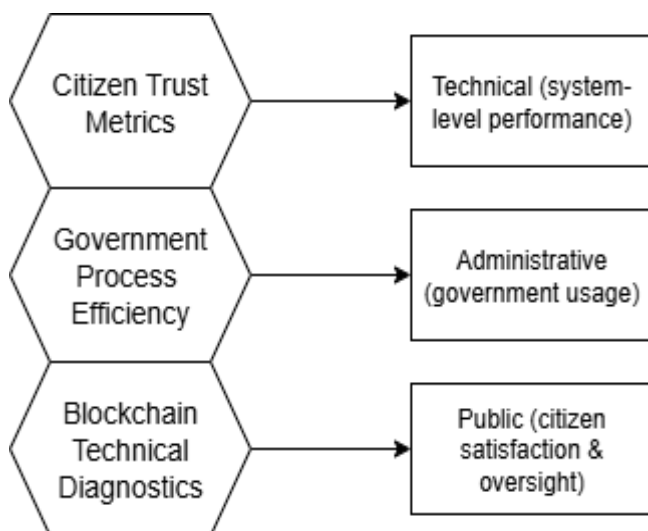 Citizen Trust
Metrics
Technical (system-
level performance)
Government
Process
Efficiency
Administrative
(government usage)
Blockchain
Technical
Diagnostics
Public (citizen
satisfaction &
oversight)